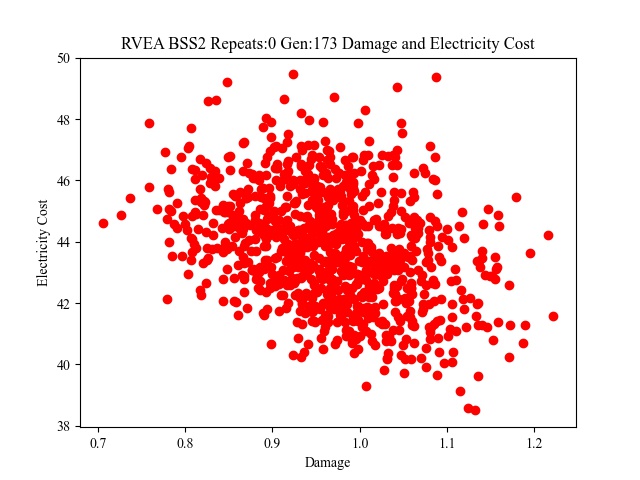 RVEA BSS2 Repeats:0 Gen:173 Damage and Electricity Cost
50
48
46
44
42
40
38
Electricity Cost
0.7 0.8 0.9 1.0 1.1 1.2
Damage